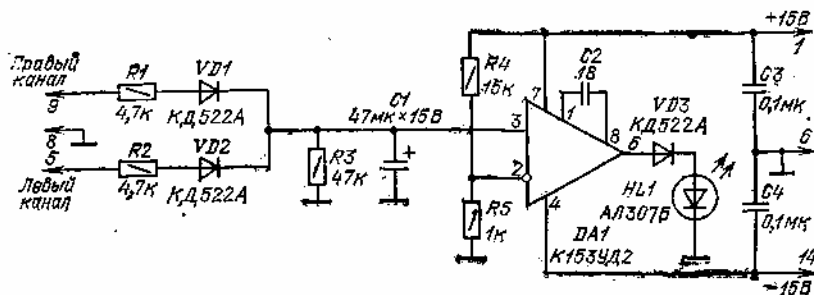 Правый
канал
9
R1
4,7к
VD1
КД522А
8
5
Левый
канал
R2
4,7к
VD2
КД522А
R3
47к
C1
47мк×15В
+
R4
15к
R5
1к
3
2
7
1
C2
18
8
6
4
DA1
К153УД2
VD3
КД522А
HL1
АЛ307Б
C3
0,1мк
C4
0,1мк
+15В
1
6
14
−15В